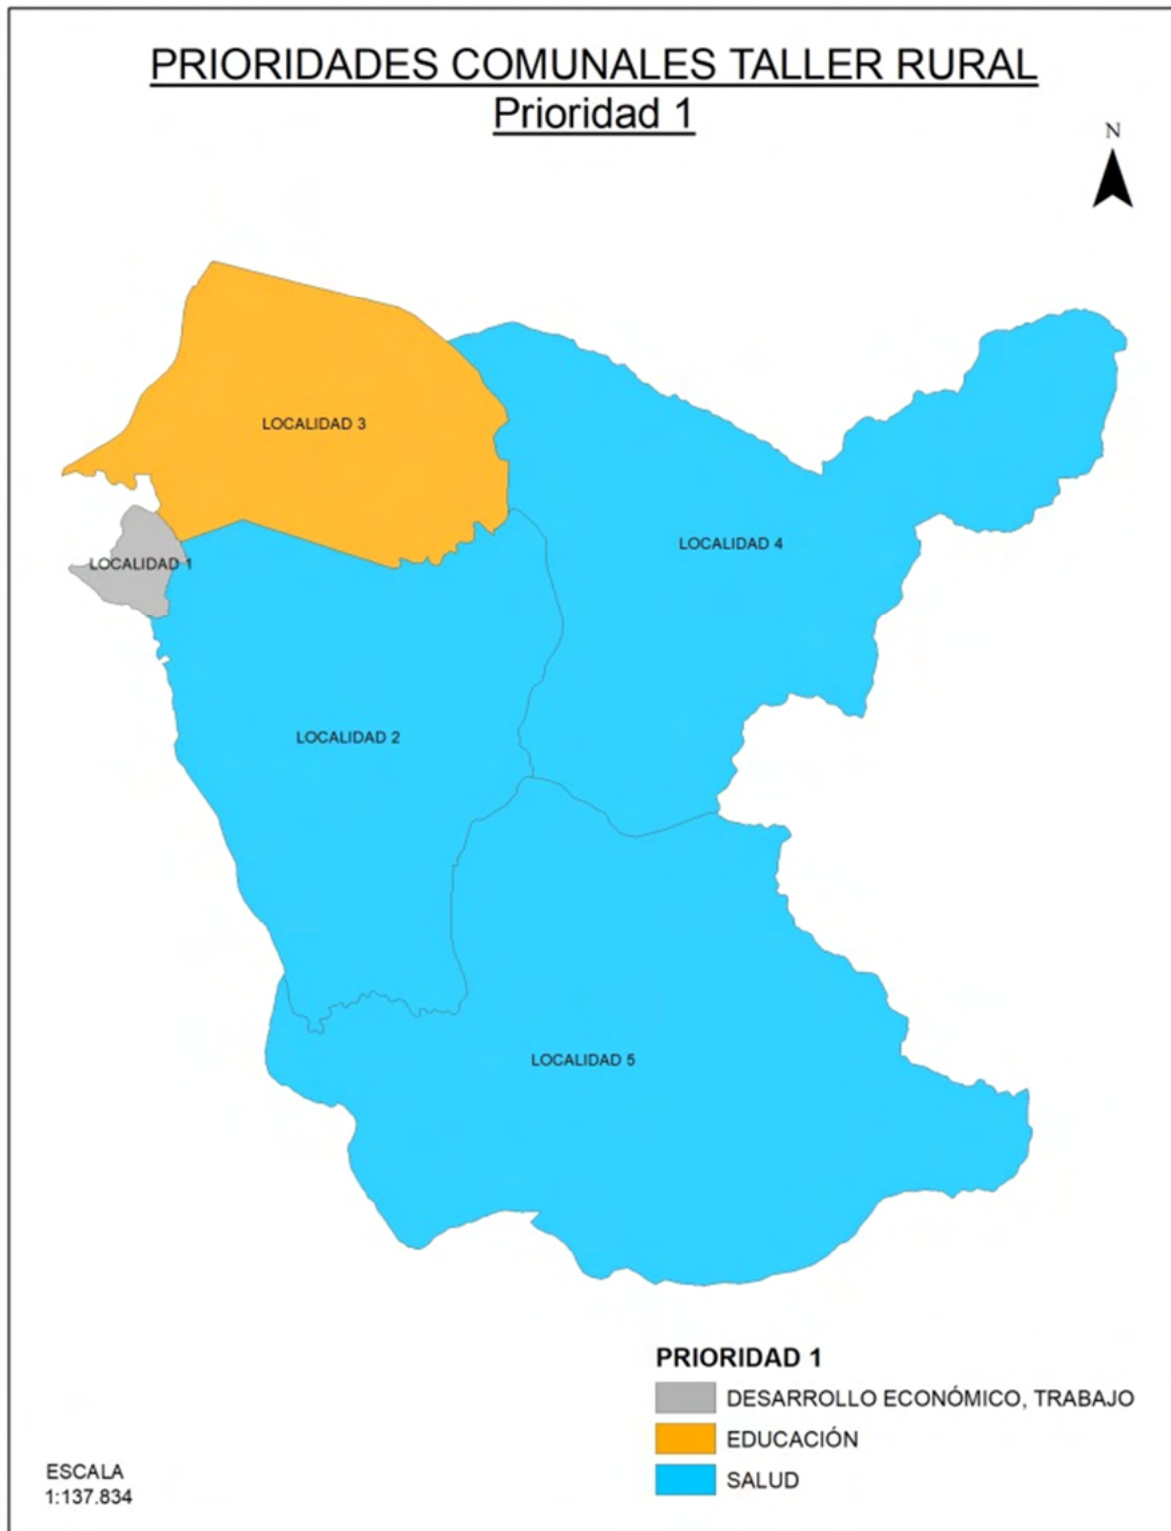 PRIORIDADES COMUNALES TALLER RURAL
Prioridad 1
N
LOCALIDAD 3
LOCALIDAD 4
LOCALIDAD 1
LOCALIDAD 2
LOCALIDAD 5
PRIORIDAD 1
DESARROLLO ECONÓMICO, TRABAJO
EDUCACIÓN
SALUD
ESCALA
1:137.834